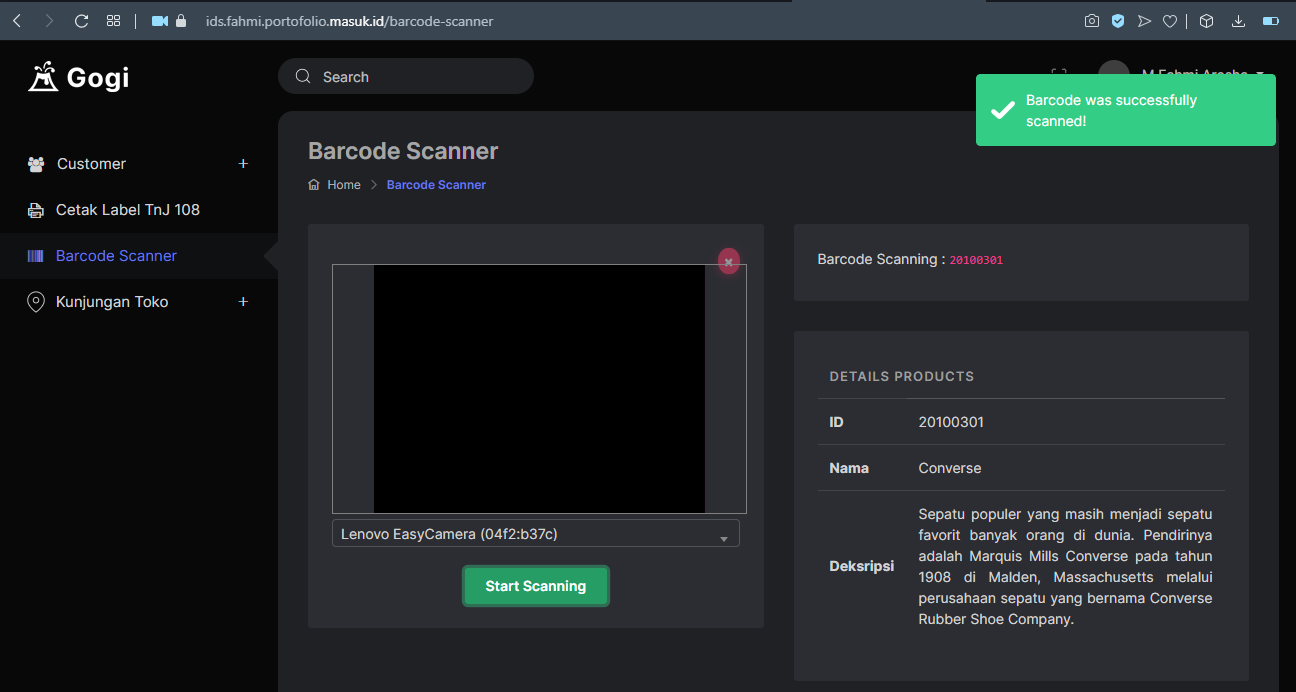 ids.fahmi.portofolio.masuk.id/barcode-scanner
Gogi
Search
Barcode was successfully
scanned!
Customer
Cetak Label TnJ 108
Barcode Scanner
Kunjungan Toko
Barcode Scanner
Home > Barcode Scanner
Lenovo EasyCamera (04f2:b37c)
Start Scanning
Barcode Scanning : 20100301
DETAILS PRODUCTS
ID 20100301
Nama Converse
Deksripsi
Sepatu populer yang masih menjadi sepatu
favorit banyak orang di dunia. Pendirinya
adalah Marquis Mills Converse pada tahun
1908 di Malden, Massachusetts melalui
perusahaan sepatu yang bernama Converse
Rubber Shoe Company.